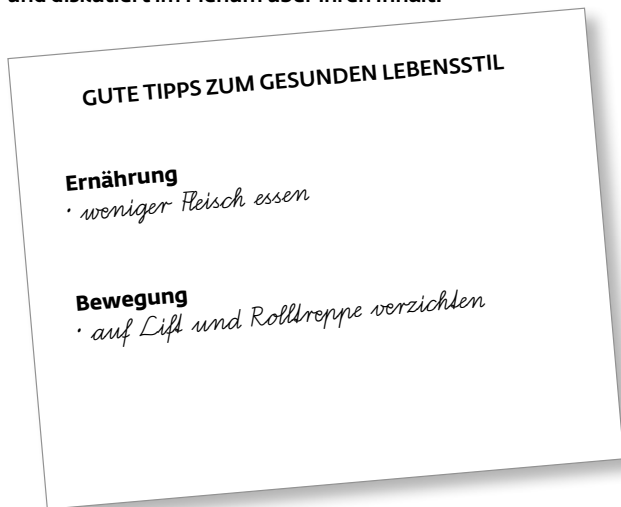 und diskutiert im Plenum über ihren Inhalt.
GUTE TIPPS ZUM GESUNDEN LEBENSSTIL
Ernährung
· weniger Fleisch essen
Bewegung
· auf Lift und Rolltreppe verzichten